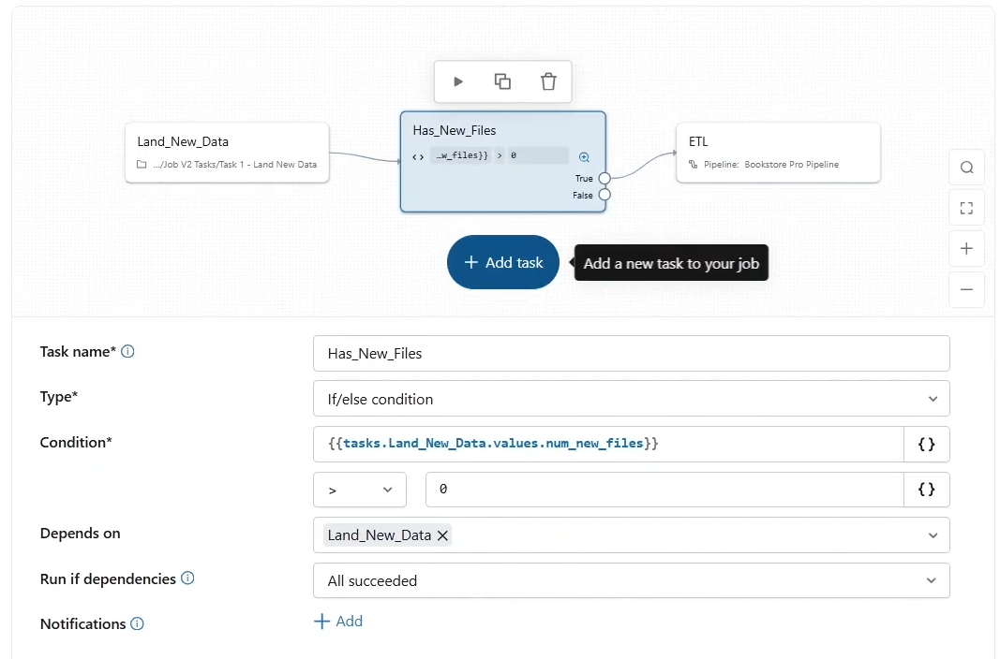 Has_New_Files
…w_files}} > 0
True
False
Land_New_Data
.../Job V2 Tasks/Task 1 - Land New Data
ETL
Pipeline: Bookstore Pro Pipeline
+ Add task
Add a new task to your job
Task name*
Has_New_Files
Type*
If/else condition
Condition*
{{tasks.Land_New_Data.values.num_new_files}}
{}
>
0
{}
Depends on
Land_New_Data
Run if dependencies
All succeeded
Notifications
+ Add